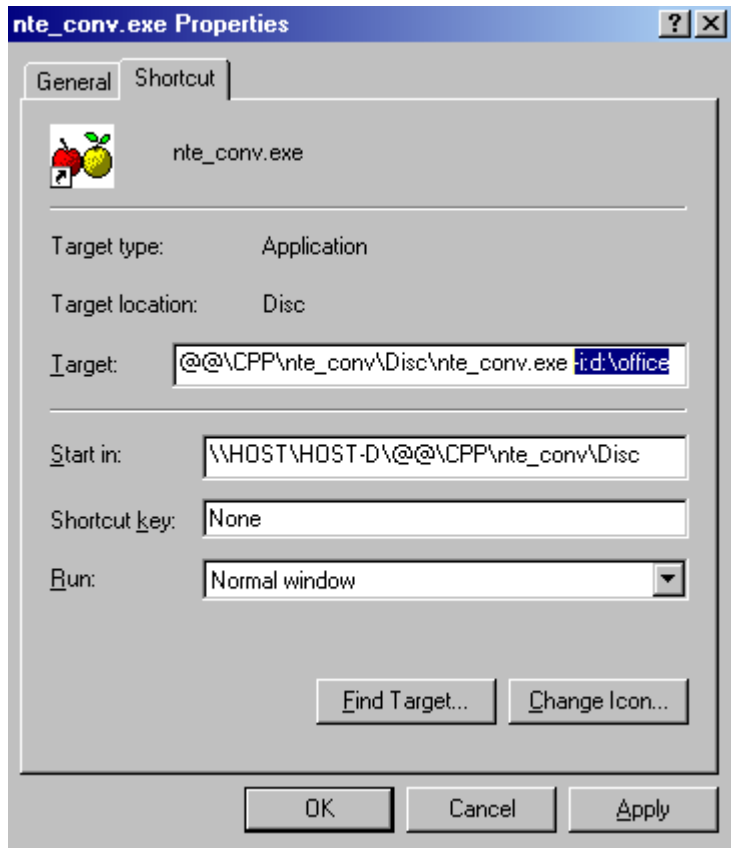 nte_conv.exe Properties
General Shortcut
nte_conv.exe
Target type: Application
Target location: Disc
Target: @@\CPP\nte_conv\Disc\nte_conv.exe -i:d:\office
Start in: \\HOST\HOST-D\@@\CPP\nte_conv\Disc
Shortcut key: None
Run: Normal window
Find Target... Change Icon...
OK Cancel Apply